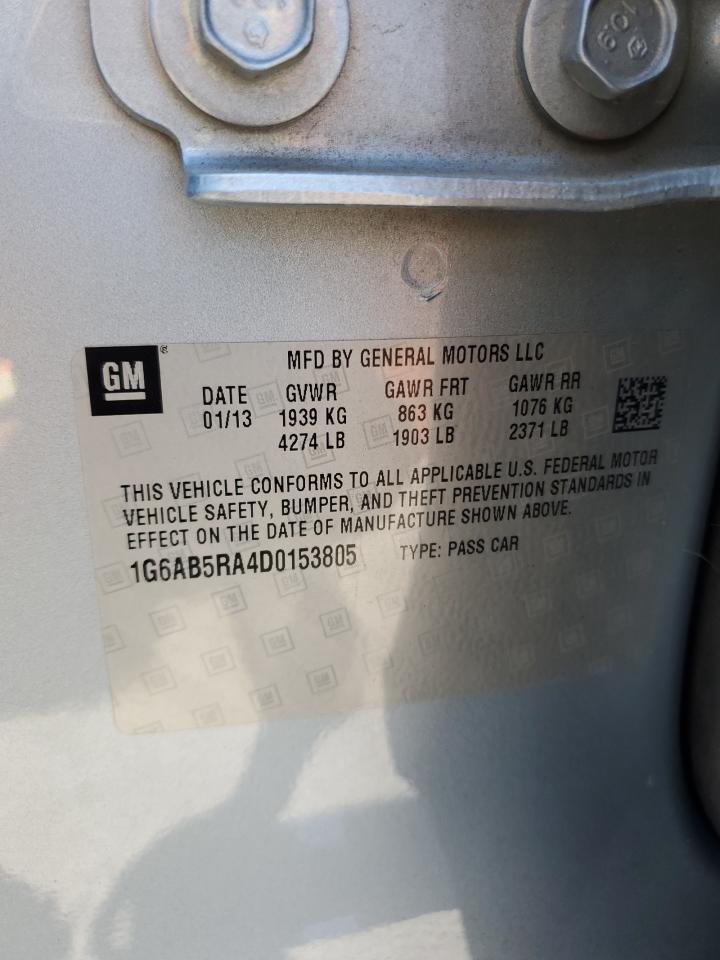 10.9
GM
MFD BY GENERAL MOTORS LLC
DATE GVWR GAWR FRT GAWR RR
01/13 1939 KG 863 KG 1076 KG
4274 LB 1903 LB 2371 LB
THIS VEHICLE CONFORMS TO ALL APPLICABLE U.S. FEDERAL MOTOR
VEHICLE SAFETY, BUMPER, AND THEFT PREVENTION STANDARDS IN
EFFECT ON THE DATE OF MANUFACTURE SHOWN ABOVE.
1G6AB5RA4D0153805 TYPE: PASS CAR